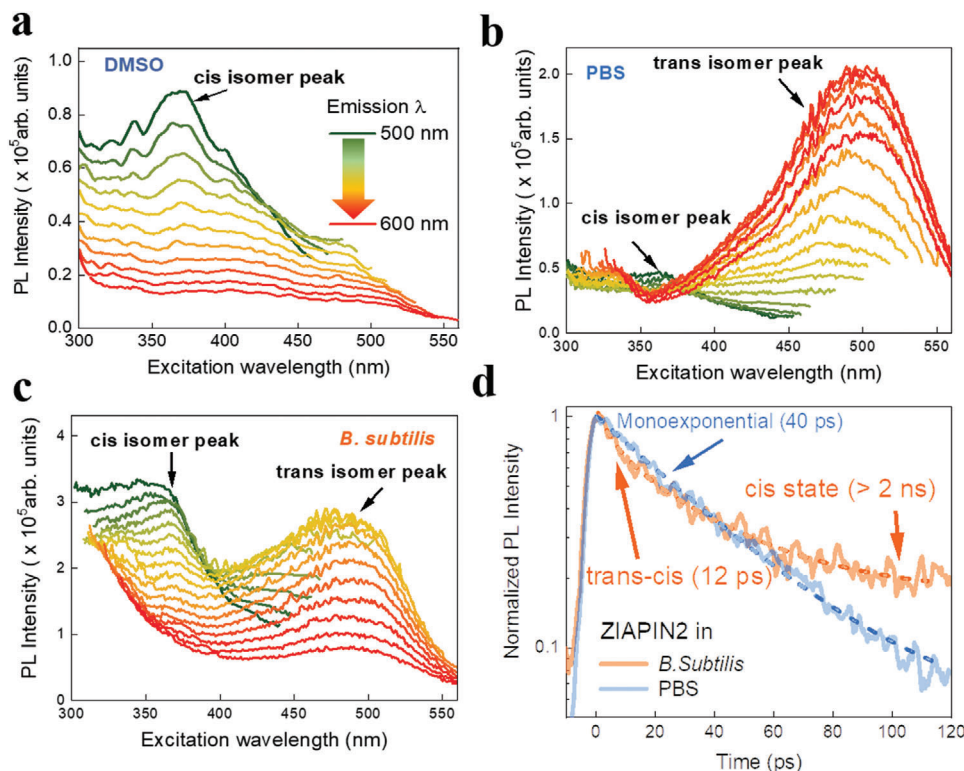 a
DMSO
cis isomer peak
Emission λ
500 nm
600 nm
PL Intensity ( x 10⁵arb. units)
1.0
0.8
0.6
0.4
0.2
0.0
300 350 400 450 500 550
Excitation wavelength (nm)
b
PBS
trans isomer peak
cis isomer peak
PL Intensity ( x 10⁵ arb. units)
2.0
1.5
1.0
0.5
0.0
300 350 400 450 500 550
Excitation wavelength (nm)
c
cis isomer peak
B. subtilis
trans isomer peak
PL Intensity ( x 10⁵ arb. units)
4
3
2
1
0
300 350 400 450 500 550
Excitation wavelength (nm)
d
Monoexponential (40 ps)
cis state (> 2 ns)
trans-cis (12 ps)
ZIAPIN2 in
B.Subtilis
PBS
Normalized PL Intensity
1
0.1
0 20 40 60 80 100 120
Time (ps)